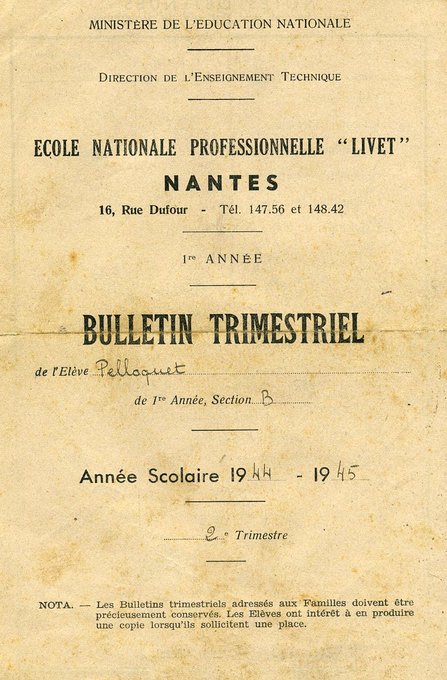 MINISTÈRE DE L'EDUCATION NATIONALE
DIRECTION DE L'ENSEIGNEMENT TECHNIQUE
ECOLE NATIONALE PROFESSIONNELLE "LIVET"
NANTES
16, Rue Dufour - Tél. 147.56 et 148.42
1re ANNÉE
BULLETIN TRIMESTRIEL
de l'Elève Pelloquet
de 1re Année, Section B
Année Scolaire 1944 - 1945
2e Trimestre
NOTA. — Les Bulletins trimestriels adressés aux Familles doivent être
précieusement conservés. Les Elèves ont intérêt à en produire
une copie lorsqu'ils sollicitent une place.